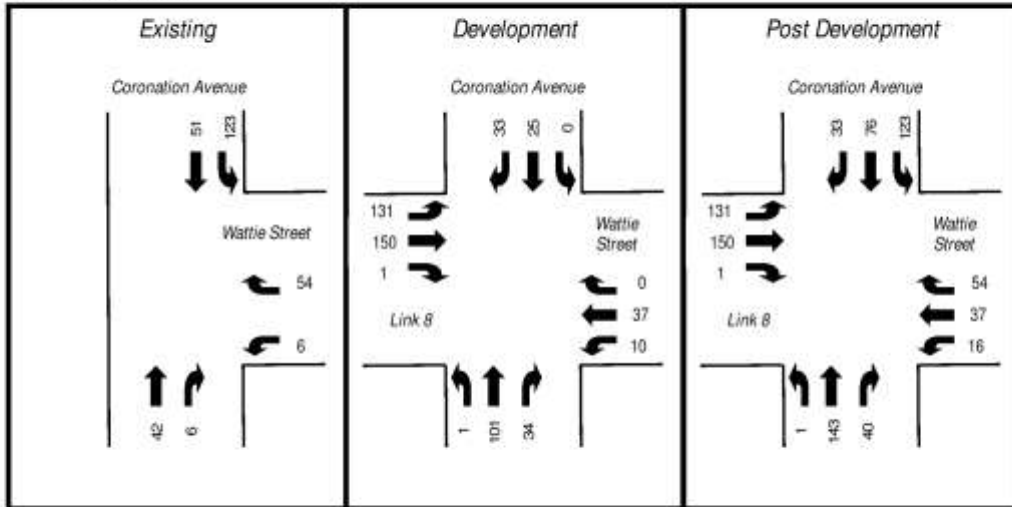 Existing
Coronation Avenue
51
123
Wattie Street
54
6
42
6
Development
Coronation Avenue
33
25
0
131
150
1
Wattie
Street
Link 8
0
37
10
1
101
34
Post Development
Coronation Avenue
33
76
123
131
150
1
Wattie
Street
Link 8
54
37
16
1
143
40